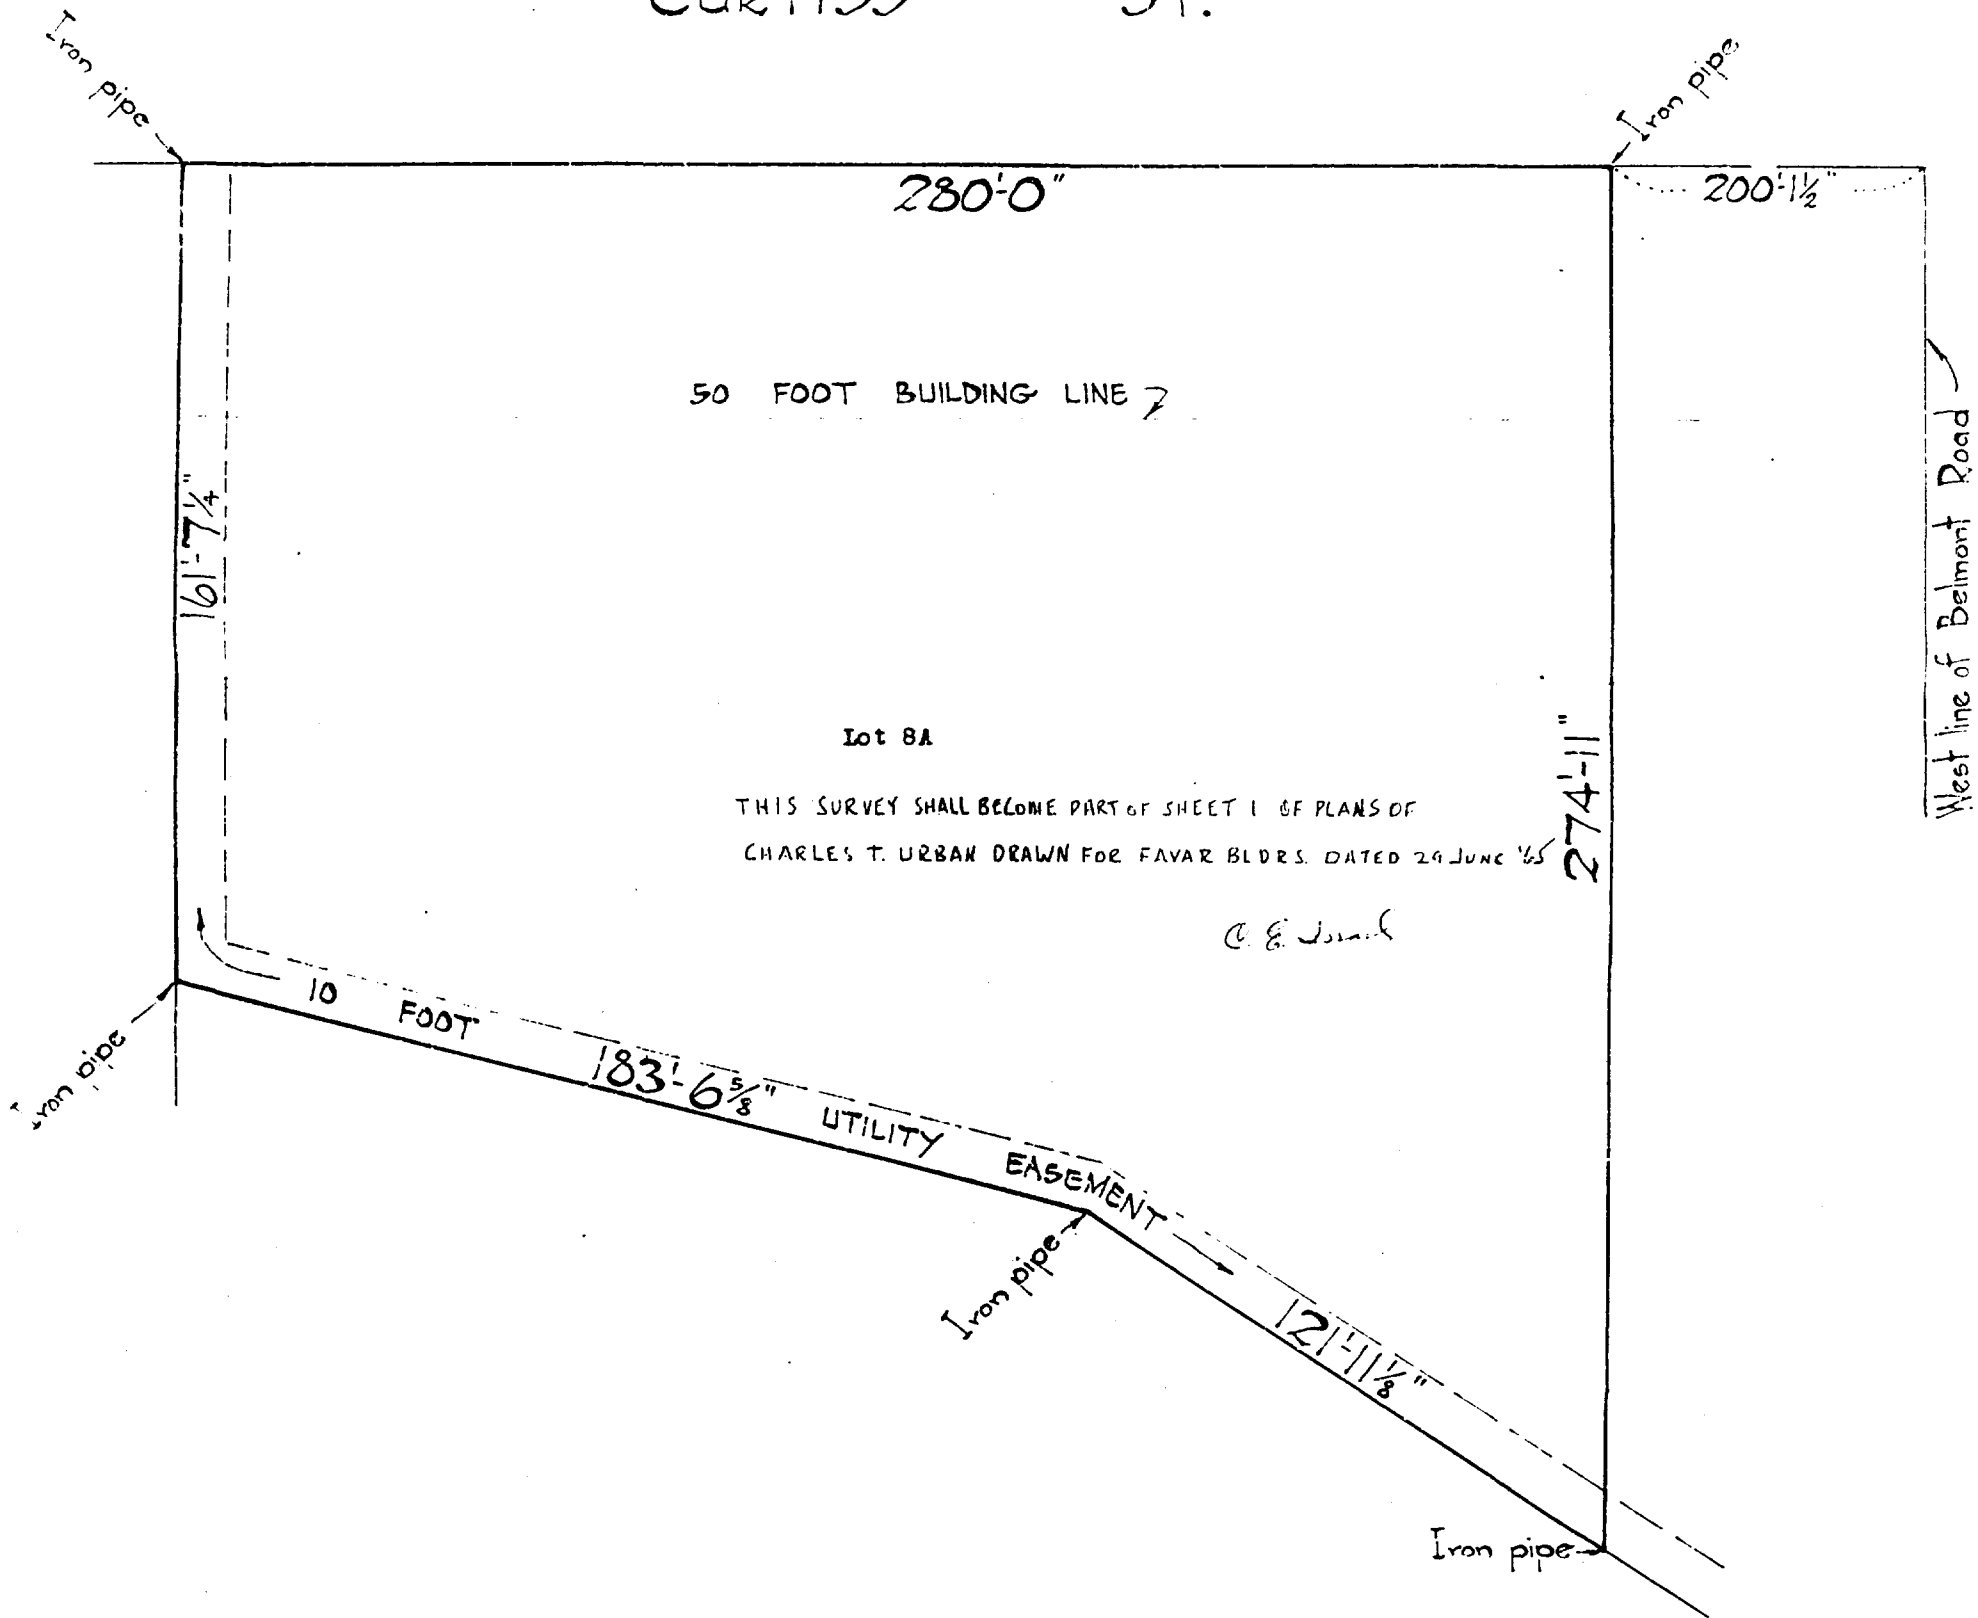 CURTISS ST.
Iron pipe
Iron pipe
280'-0"
200'-1½"
50 FOOT BUILDING LINE
161'-7¼"
West line of Belmont Road
Lot 8A
274'-11"
THIS SURVEY SHALL BECOME PART OF SHEET 1 OF PLANS OF
CHARLES T. URBAN DRAWN FOR FAVAR BLDRS. DATED 29 JUNE '65
10 FOOT UTILITY EASEMENT
183'-6⅝"
Iron pipe
Iron pipe
121'-11⅛"
Iron pipe